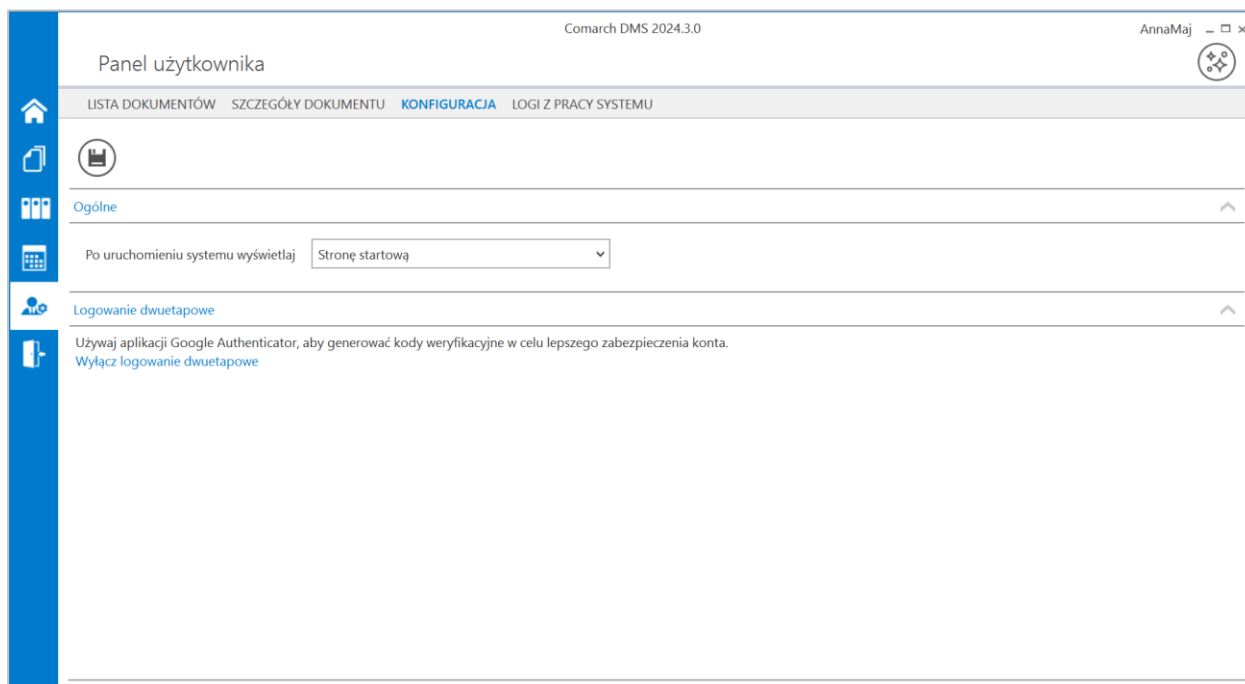 Comarch DMS 2024.3.0
AnnaMaj
Panel użytkownika
LISTA DOKUMENTÓW SZCZEGÓŁY DOKUMENTU KONFIGURACJA LOGI Z PRACY SYSTEMU
Ogólne
Po uruchomieniu systemu wyświetlaj Stronę startową
Logowanie dwuetapowe
Używaj aplikacji Google Authenticator, aby generować kody weryfikacyjne w celu lepszego zabezpieczenia konta.
Wyłącz logowanie dwuetapowe